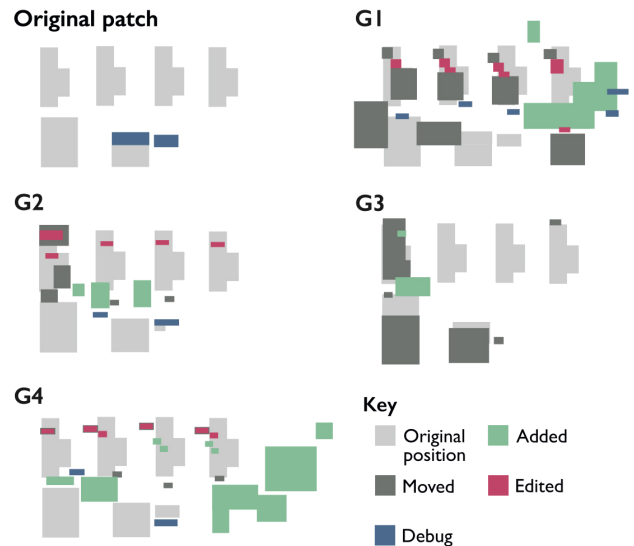 Original patch
G1
G2
G3
G4
Key
Original
position
Added
Moved
Edited
Debug